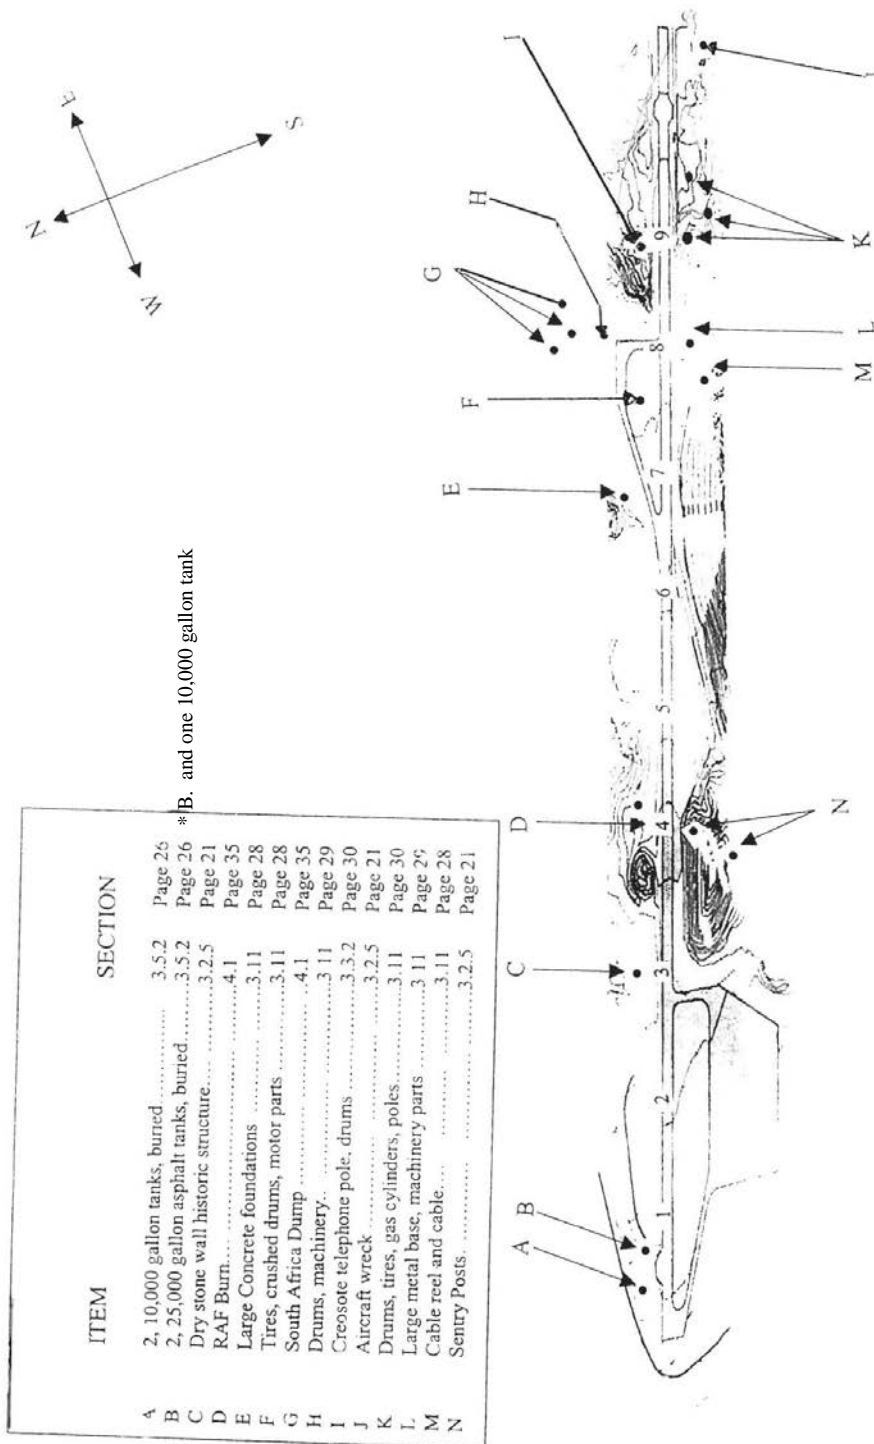 ITEM SECTION
A 2, 10,000 gallon tanks, buried .............. 3.5.2 Page 26
B 2, 25,000 gallon asphalt tanks, buried ........ 3.5.2 Page 26
C Dry stone wall historic structure .............. 3.2.5 Page 21
D RAF Burn .............. 4.1 Page 35
E Large Concrete foundations .............. 3.11 Page 28
F Tires, crushed drums, motor parts .............. 3.11 Page 28
G South Africa Dump .............. 4.1 Page 35
H Drums, machinery .............. 3 11 Page 29
I Creosote telephone pole, drums .............. 3.3.2 Page 30
J Aircraft wreck .............. 3.2.5 Page 21
K Drums, tires, gas cylinders, poles .............. 3.11 Page 30
L Large metal base, machinery parts .............. 3 11 Page 29
M Cable reel and cable .............. 3.11 Page 28
N Sentry Posts .............. 3.2.5 Page 21
*B. and one 10,000 gallon tank
N
E
W
S
A
B
C
D
E
F
G
H
I
1
2
3
4
5
6
7
8
9
N
M
L
K